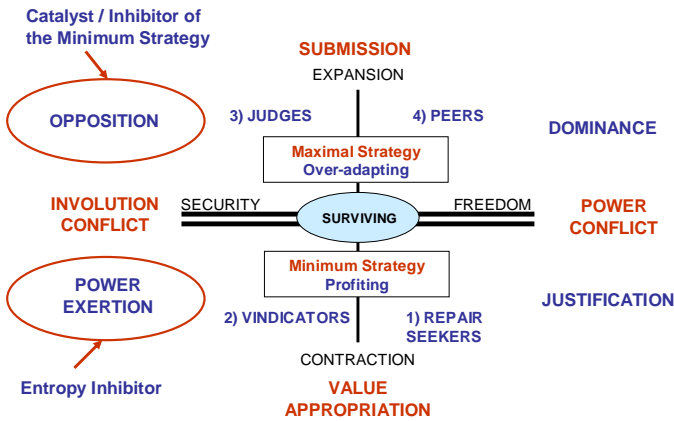 Catalyst / Inhibitor of
the Minimum Strategy
SUBMISSION
EXPANSION
3) JUDGES
4) PEERS
OPPOSITION
DOMINANCE
Maximal Strategy
Over-adapting
INVOLUTION
CONFLICT
SECURITY
SURVIVING
FREEDOM
POWER
CONFLICT
Minimum Strategy
Profiting
POWER
EXERTION
JUSTIFICATION
2) VINDICATORS
1) REPAIR
SEEKERS
CONTRACTION
Entropy Inhibitor
VALUE
APPROPRIATION